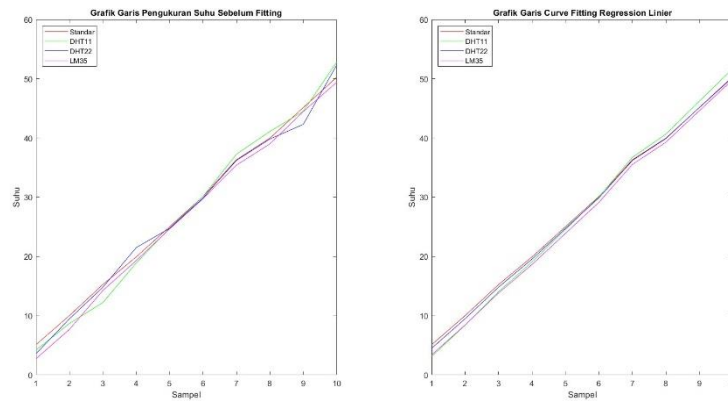 Grafik Garis Pengukuran Suhu Sebelum Fitting
60
50
40
30
20
10
0
Suhu
Standar
DHT11
DHT22
LM35
1 2 3 4 5 6 7 8 9 10
Sampel
Grafik Garis Curve Fitting Regression Linier
60
50
40
30
20
10
0
Suhu
Standar
DHT11
DHT22
LM35
1 2 3 4 5 6 7 8 9
Sampel